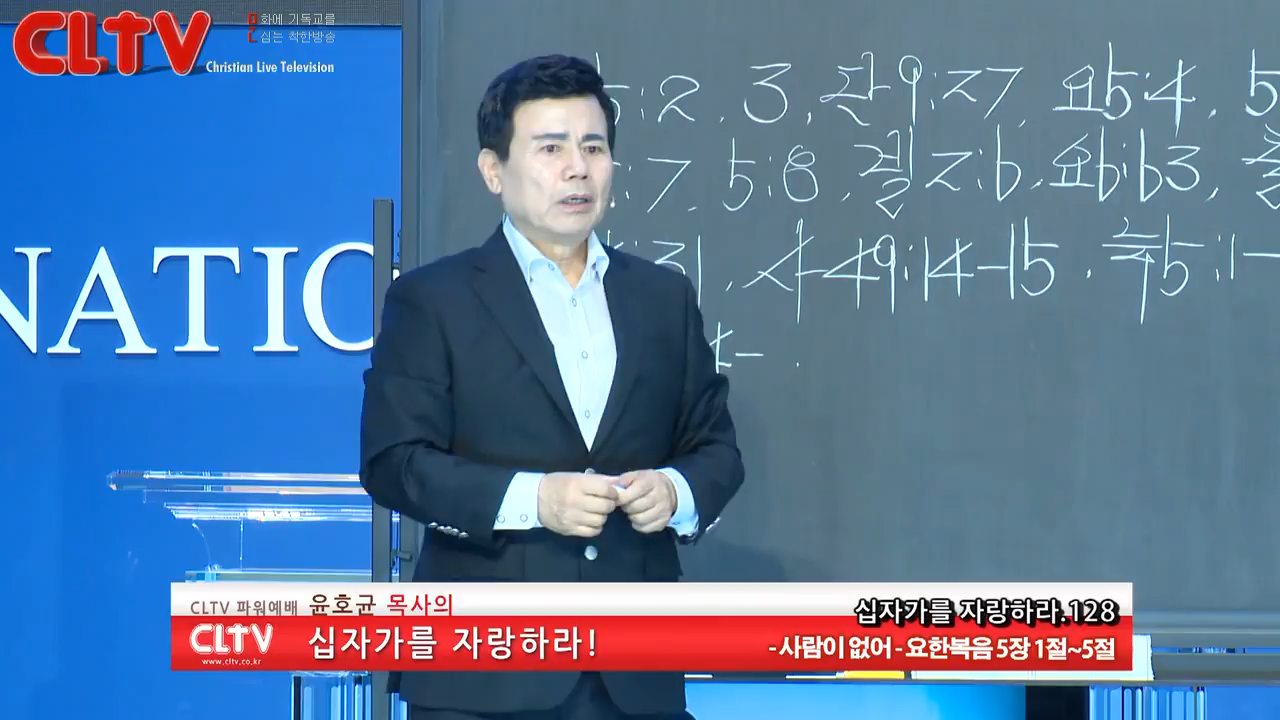 CLTV
문화에 기독교를
심는 착한방송
Christian Live Television
NATIO
5:2, 3, 단9:27, 요5:4, 5
:7, 5:8, 겔2:6, 요6:63, 출
31, 사49:14-15, 눅5:1-
CLTV 파워예배 윤호균 목사의
십자가를 자랑하라.128
CLTV
www.cltv.co.kr
십자가를 자랑하라!
- 사람이 없어 - 요한복음 5장 1절~5절